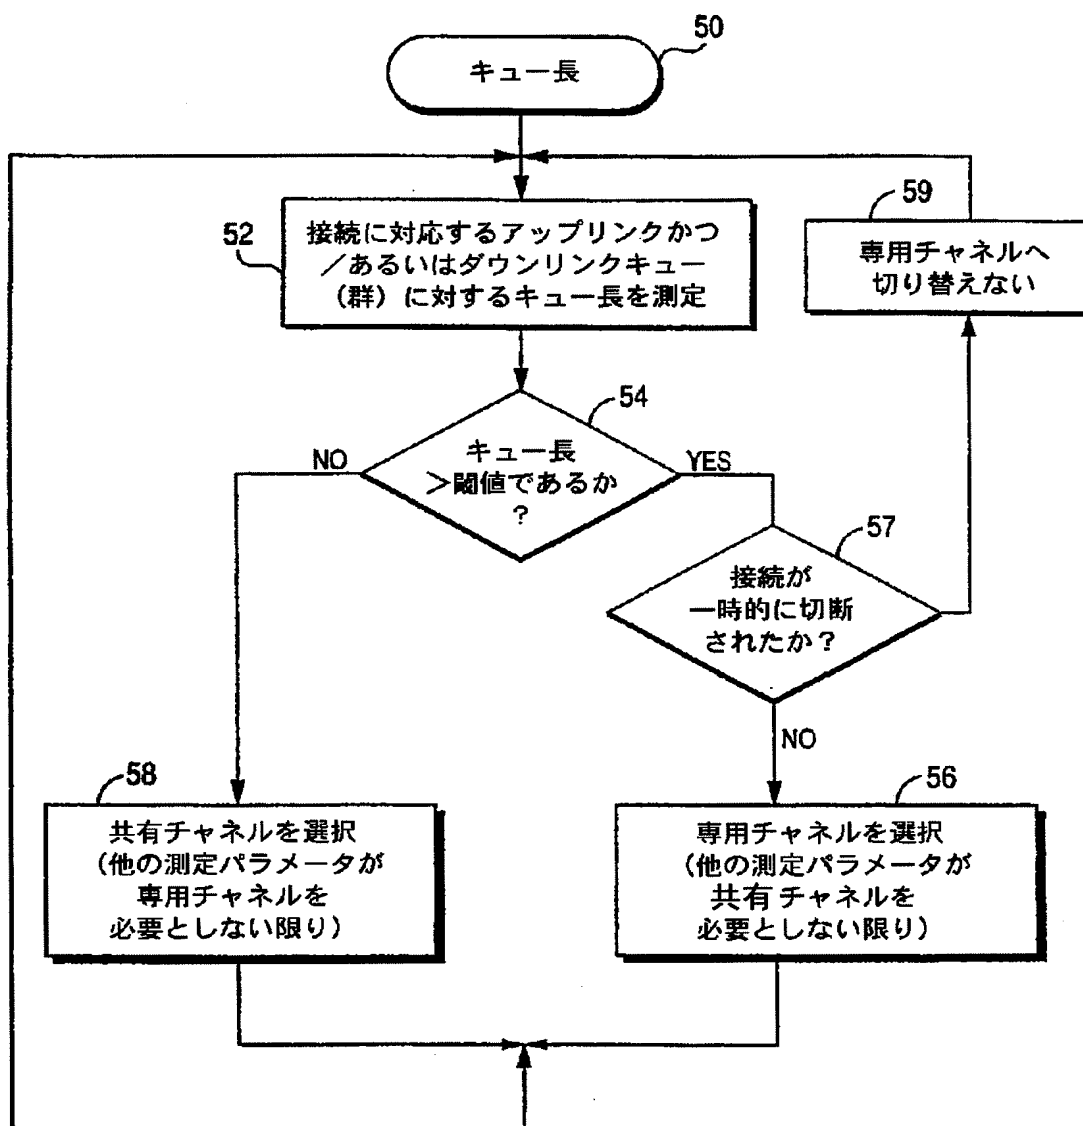 50
キュー長
59
52
接続に対応するアップリンクかつ
/あるいはダウンリンクキュー
(群)に対するキュー長を測定
専用チャネルへ
切り替えない
54
NO
キュー長
>閾値であるか
?
YES
57
接続が
一時的に切断
されたか?
NO
58
共有チャネルを選択
(他の測定パラメータが
専用チャネルを
必要としない限り)
56
専用チャネルを選択
(他の測定パラメータが
共有チャネルを
必要としない限り)